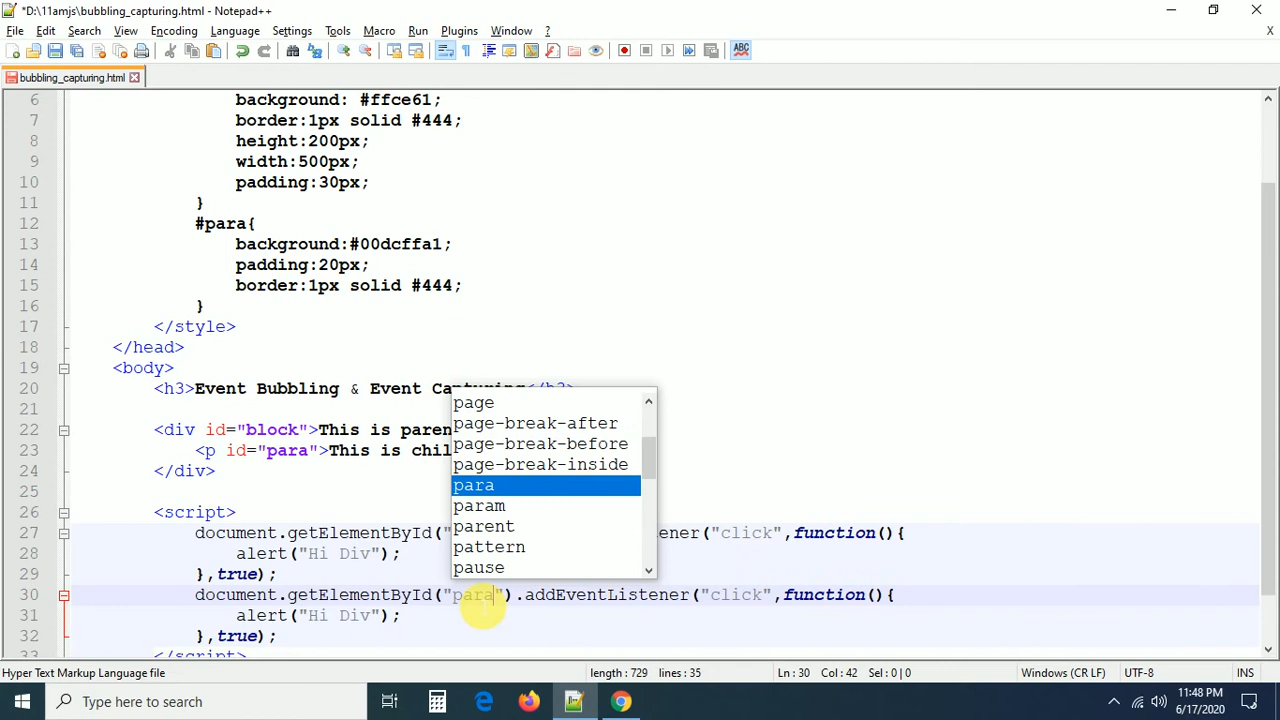 *D:\11amjs\bubbling_capturing.html - Notepad++
File Edit Search View Encoding Language Settings Tools Macro Run Plugins Window ? X
ABC
bubbling_capturing.html
6 background: #ffce61;
7 border:1px solid #444;
8 height:200px;
9 width:500px;
10 padding:30px;
11 }
12 #para{
13 background:#00dcffa1;
14 padding:20px;
15 border:1px solid #444;
16 }
17 </style>
18 </head>
19 <body>
20 <h3>Event Bubbling & Event Capturing</h3>
page
21
page-break-after
22 <div id="block">This is paren
page-break-before
23 <p id="para">This is chil
page-break-inside
24 </div>
para
25
param
26 <script>
parent
27 document.getElementById(" ener("click",function(){
pattern
28 alert("Hi Div");
pause
29 },true);
30 document.getElementById("para").addEventListener("click",function(){
31 alert("Hi Div");
32 },true);
33 </script>
Hyper Text Markup Language file length : 729 lines : 35 Ln : 30 Col : 42 Sel : 0 | 0 Windows (CR LF) UTF-8 INS
Type here to search
11:48 PM
6/17/2020